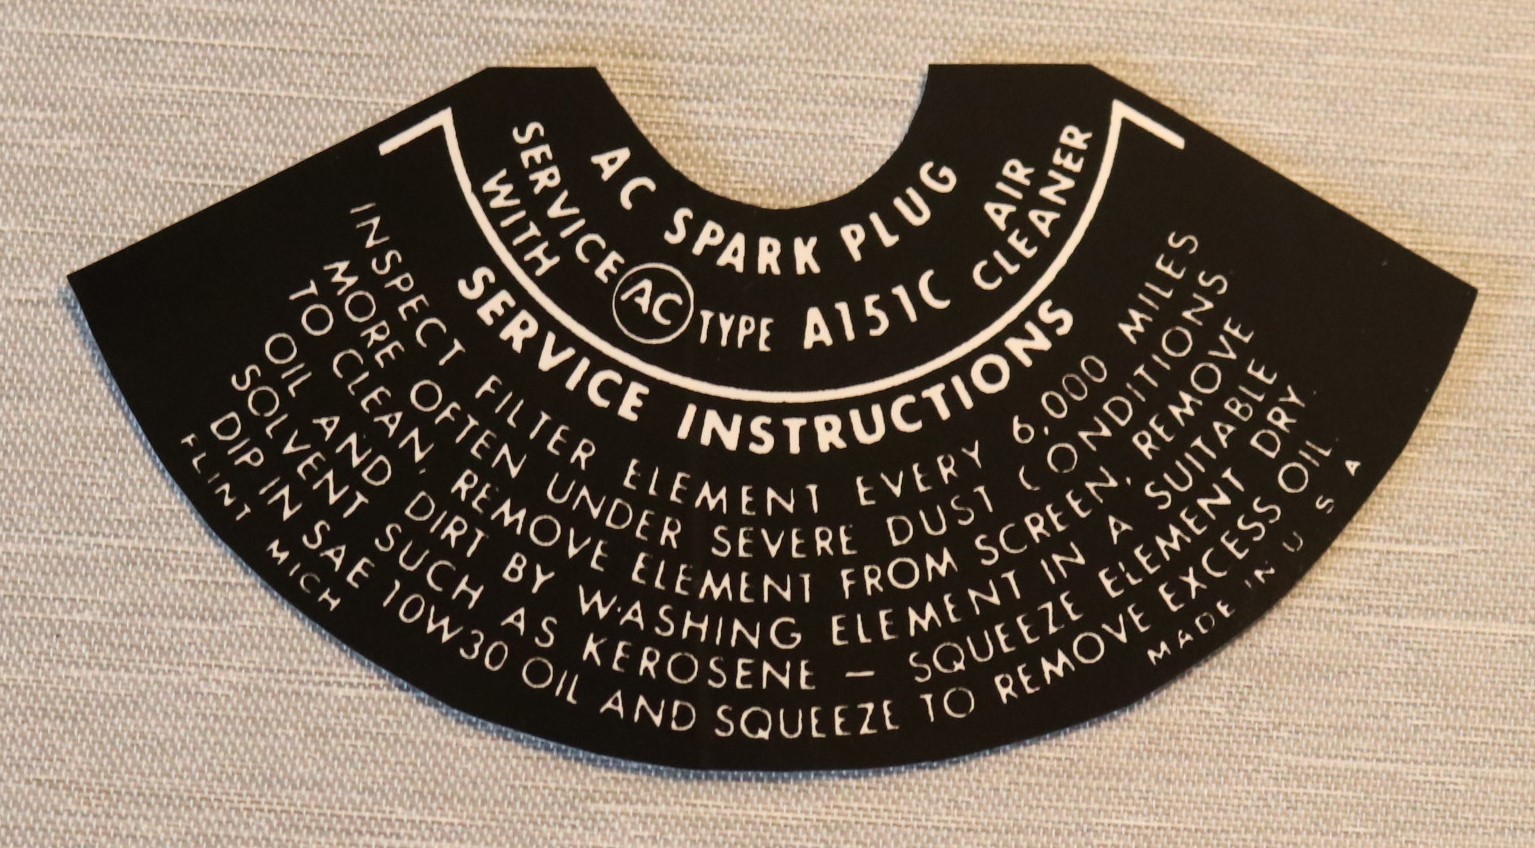 AC SPARK PLUG
SERVICE WITH AC TYPE A151C AIR CLEANER
SERVICE INSTRUCTIONS
INSPECT FILTER ELEMENT EVERY 6,000 MILES
MORE OFTEN UNDER SEVERE DUST CONDITIONS
TO CLEAN, REMOVE ELEMENT FROM SCREEN, REMOVE
OIL AND DIRT BY WASHING ELEMENT IN A SUITABLE
SOLVENT SUCH AS KEROSENE — SQUEEZE ELEMENT DRY.
DIP IN SAE 10W30 OIL AND SQUEEZE TO REMOVE EXCESS OIL.
FLINT MICH MADE IN U S A